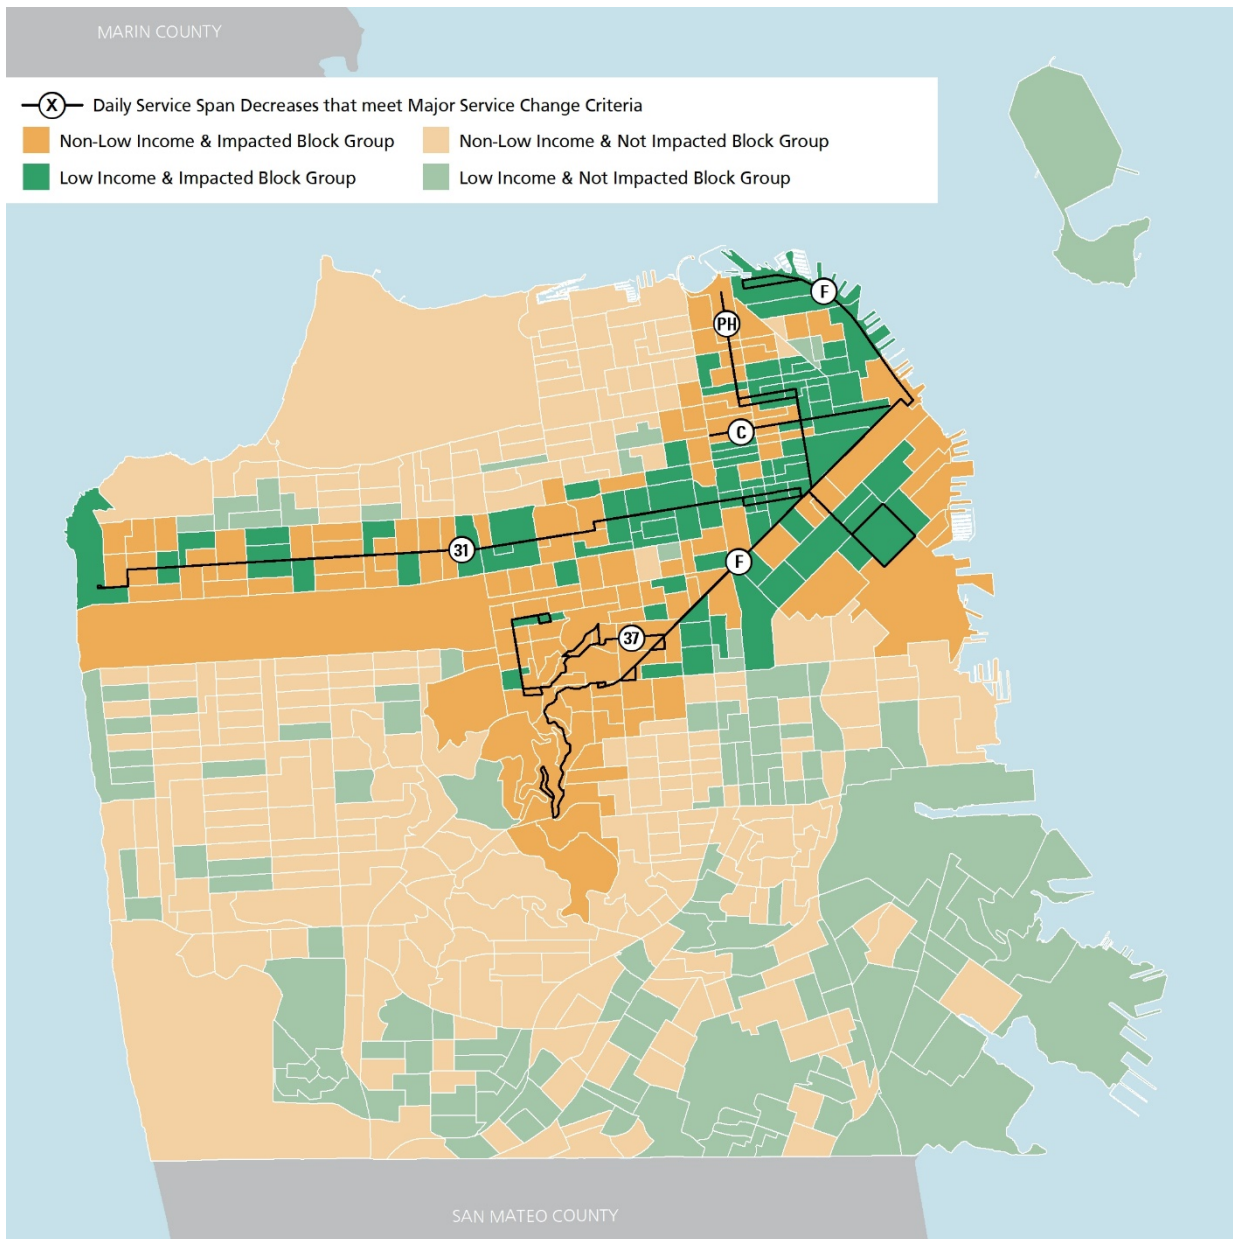 MARIN COUNTY
X Daily Service Span Decreases that meet Major Service Change Criteria
Non-Low Income & Impacted Block Group
Non-Low Income & Not Impacted Block Group
Low Income & Impacted Block Group
Low Income & Not Impacted Block Group
F
PH
C
31
F
37
SAN MATEO COUNTY